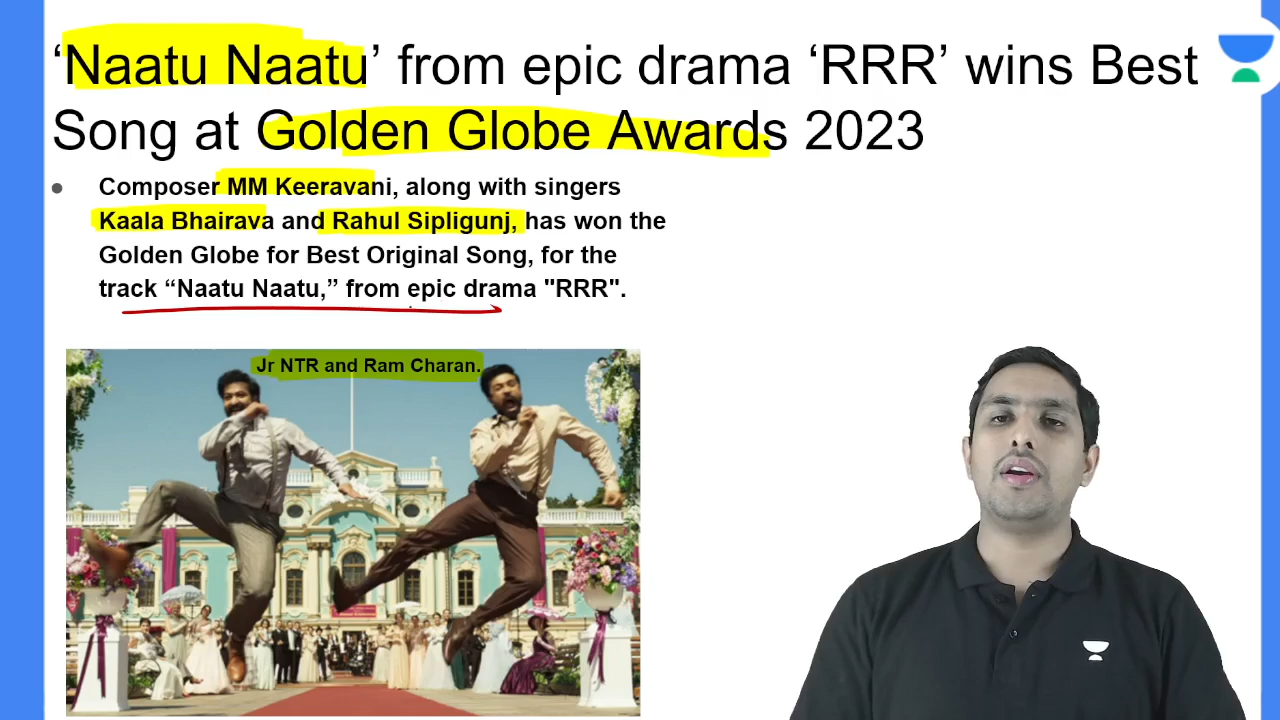 ‘Naatu Naatu’ from epic drama ‘RRR’ wins Best
Song at Golden Globe Awards 2023
Composer MM Keeravani, along with singers
Kaala Bhairava and Rahul Sipligunj, has won the
Golden Globe for Best Original Song, for the
track “Naatu Naatu,” from epic drama "RRR".
Jr NTR and Ram Charan.